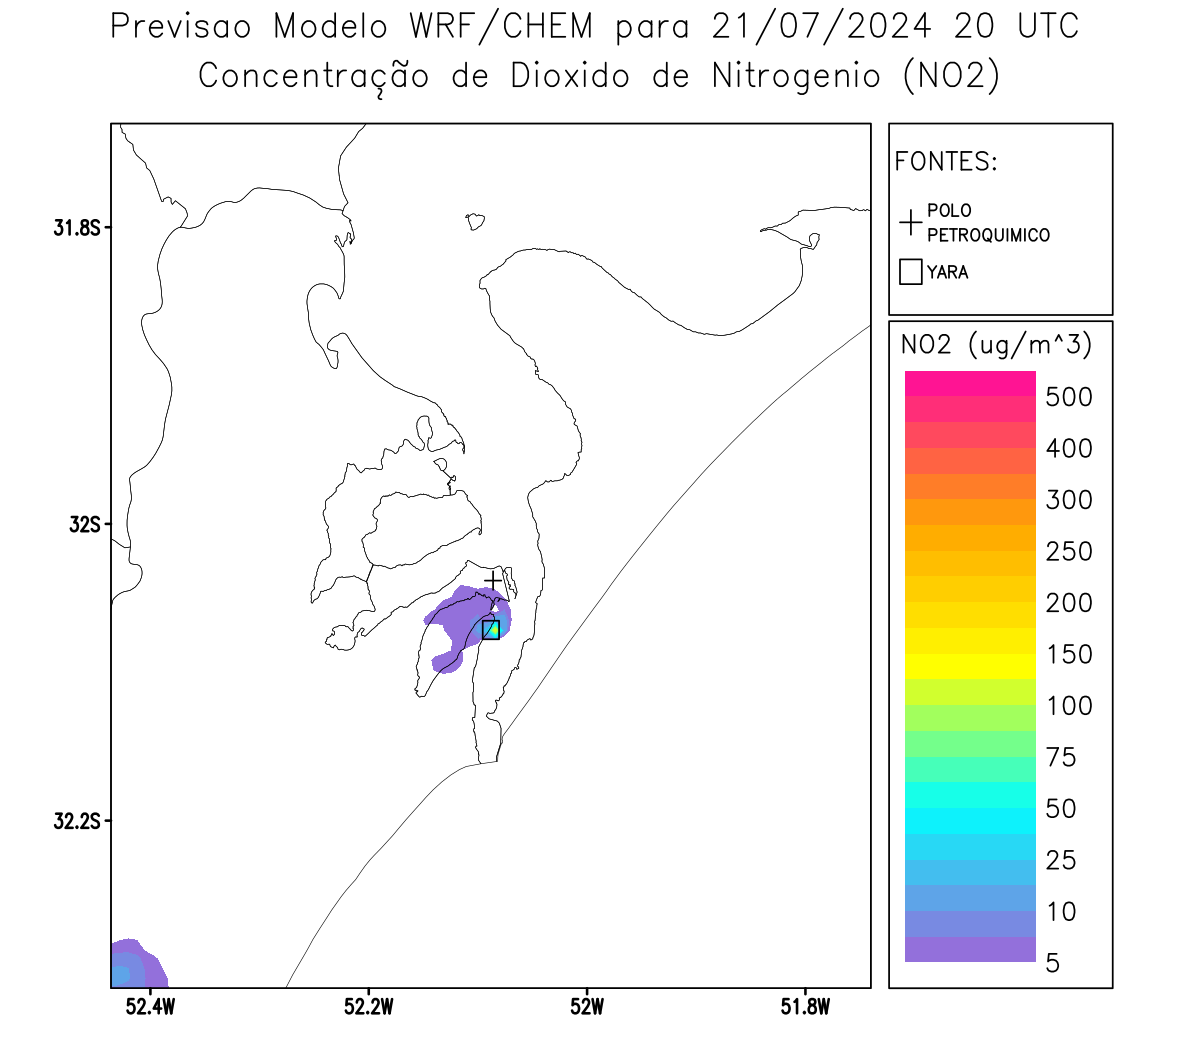 Previsao Modelo WRF/CHEM para 21/07/2024 20 UTC
Concentração de Dioxido de Nitrogenio (NO2)
FONTES:
POLO
PETROQUIMICO
YARA
31.8S
32S
32.2S
52.4W
52.2W
52W
51.8W
NO2 (ug/m^3)
500
400
300
250
200
150
100
75
50
25
10
5